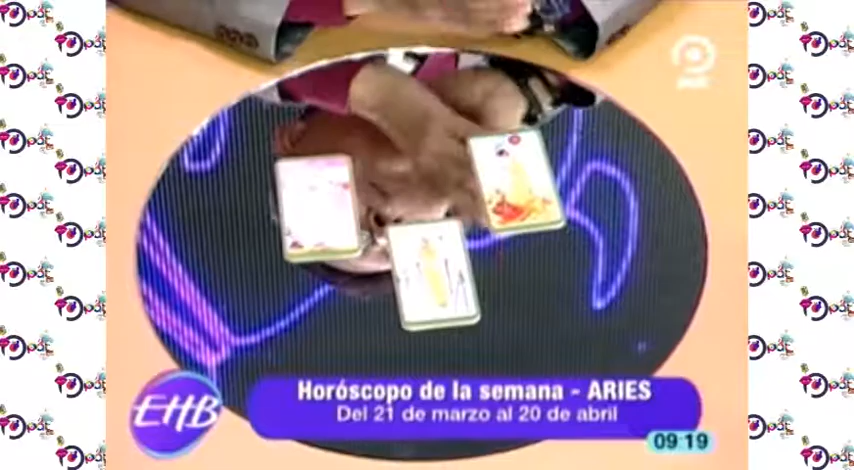 Horóscopo de la semana - ARIES
Del 21 de marzo al 20 de abril
EHB
09:19